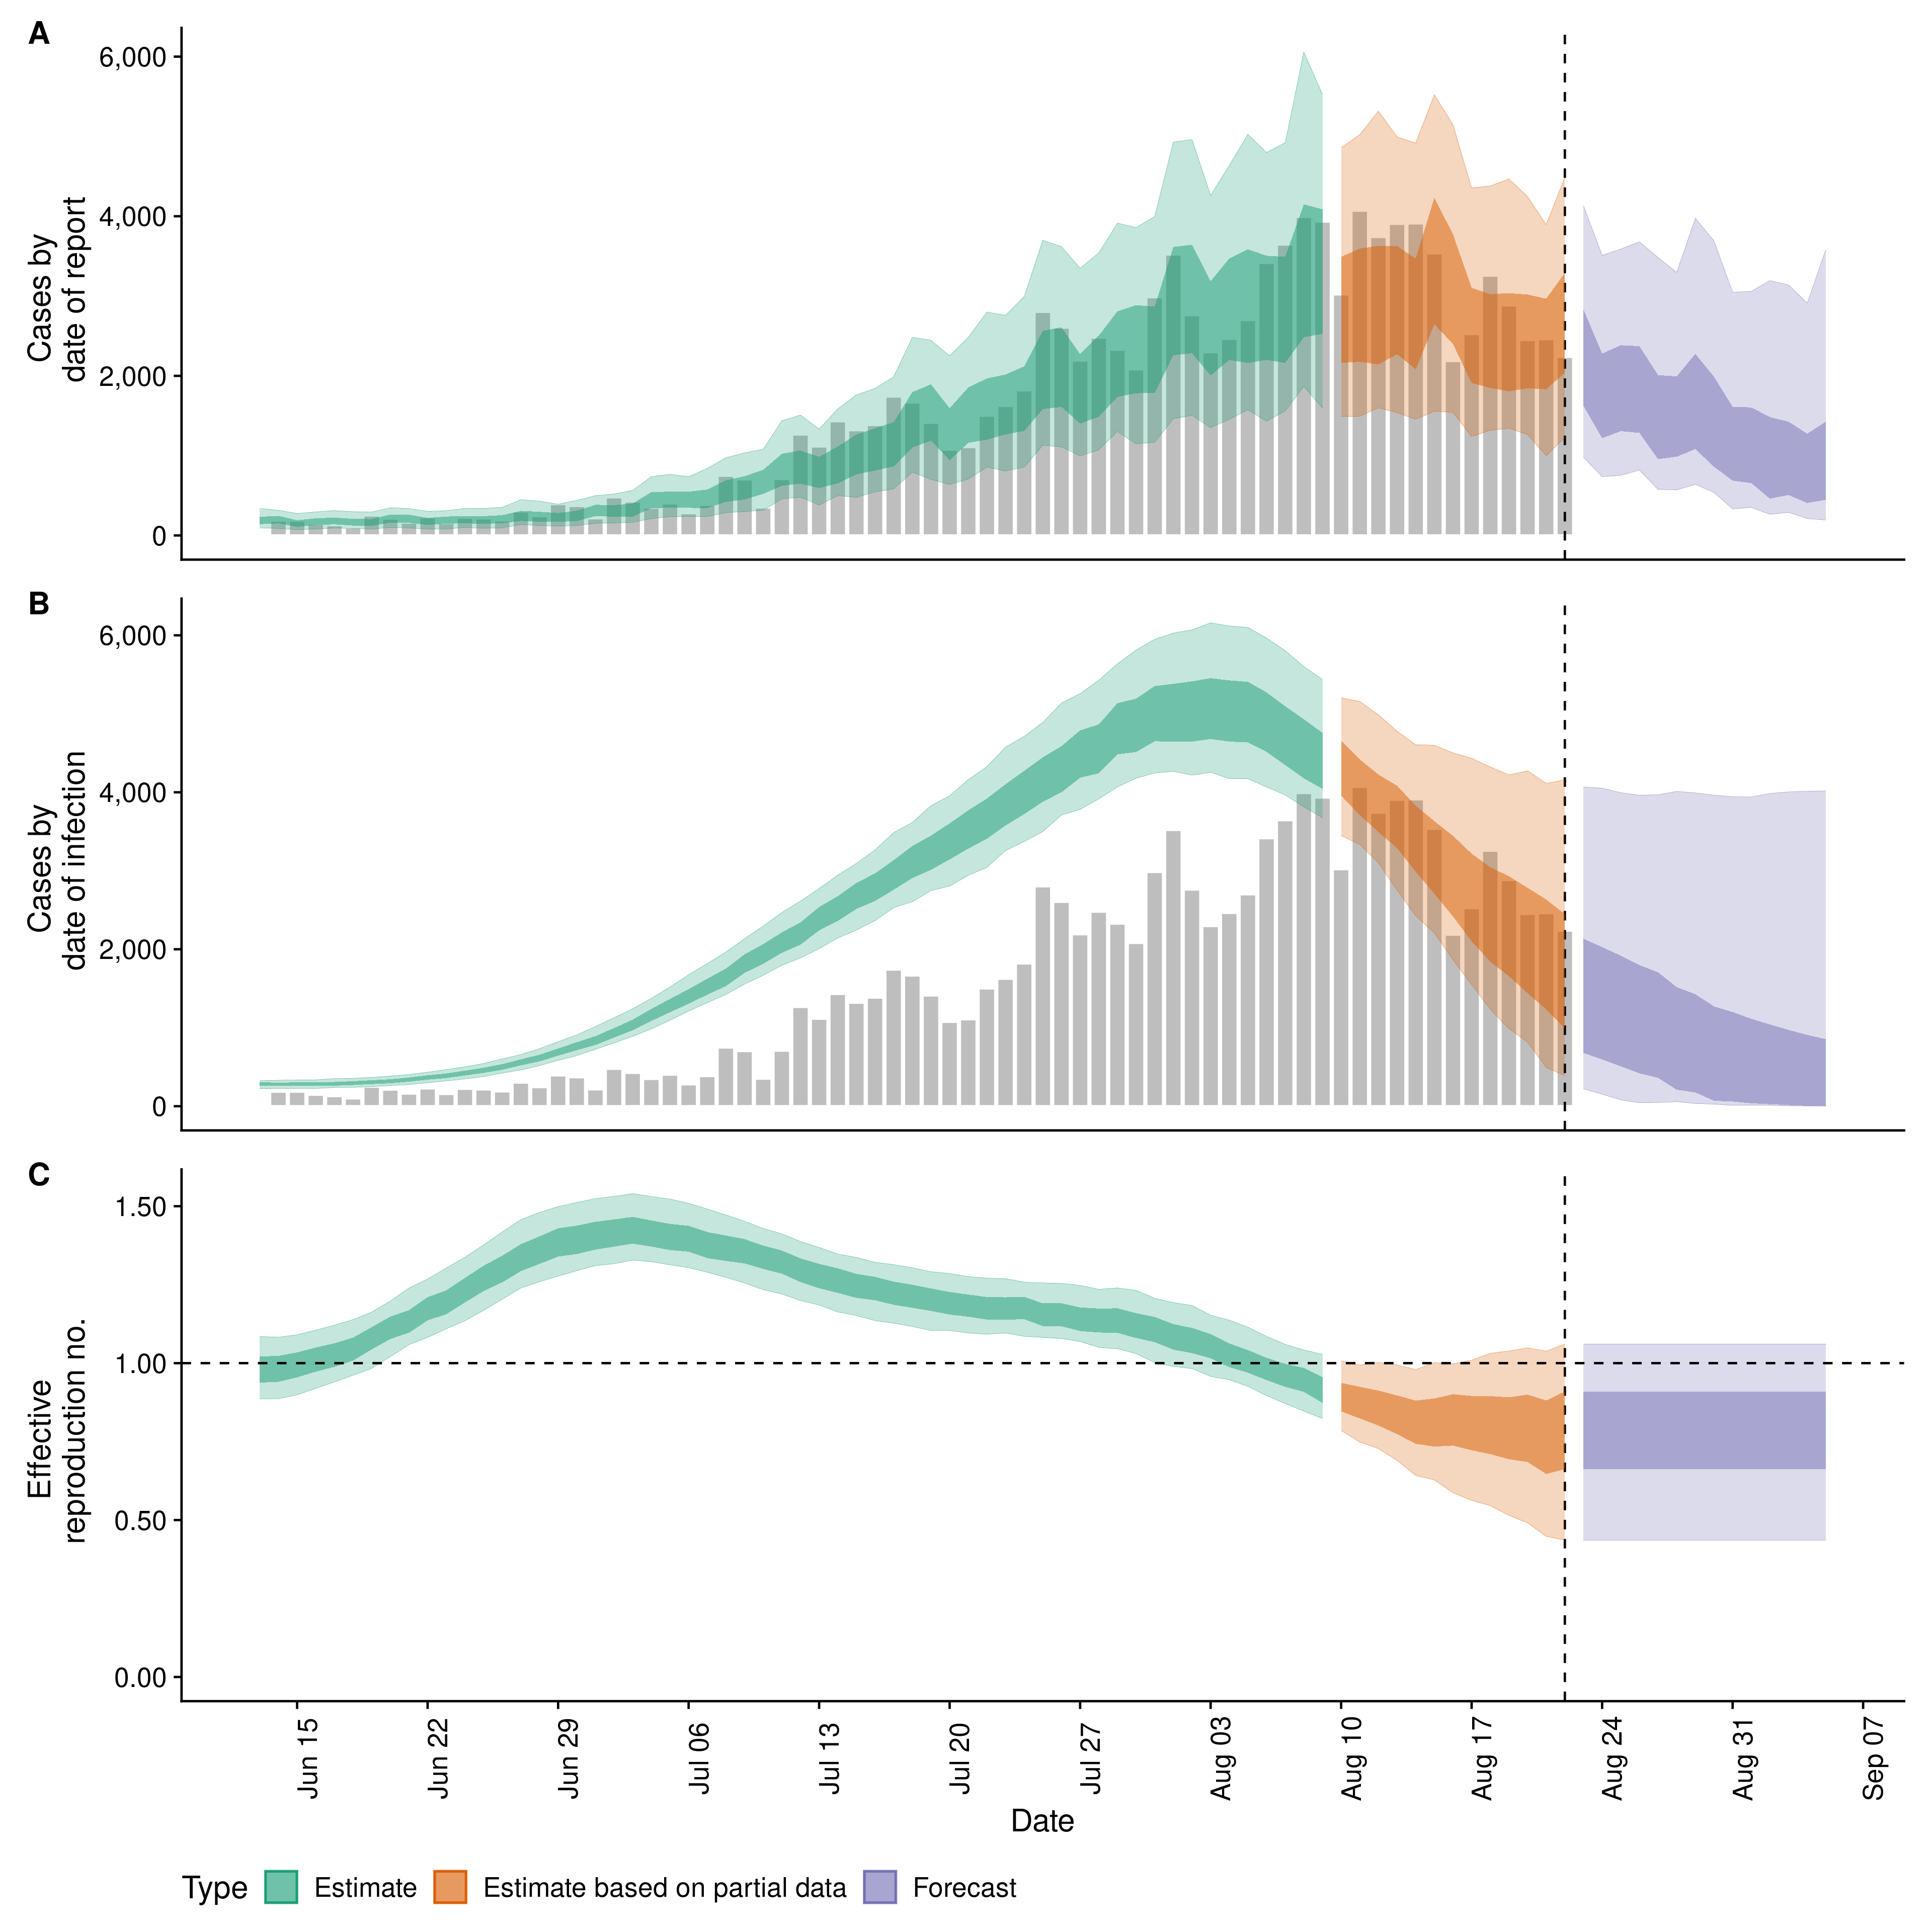 A
Cases by
date of report
6,000
4,000
2,000
0
B
Cases by
date of infection
6,000
4,000
2,000
0
C
Effective
reproduction no.
1.50
1.00
0.50
0.00
Jun 15
Jun 22
Jun 29
Jul 06
Jul 13
Jul 20
Jul 27
Aug 03
Aug 10
Aug 17
Aug 24
Aug 31
Sep 07
Date
Type Estimate Estimate based on partial data Forecast